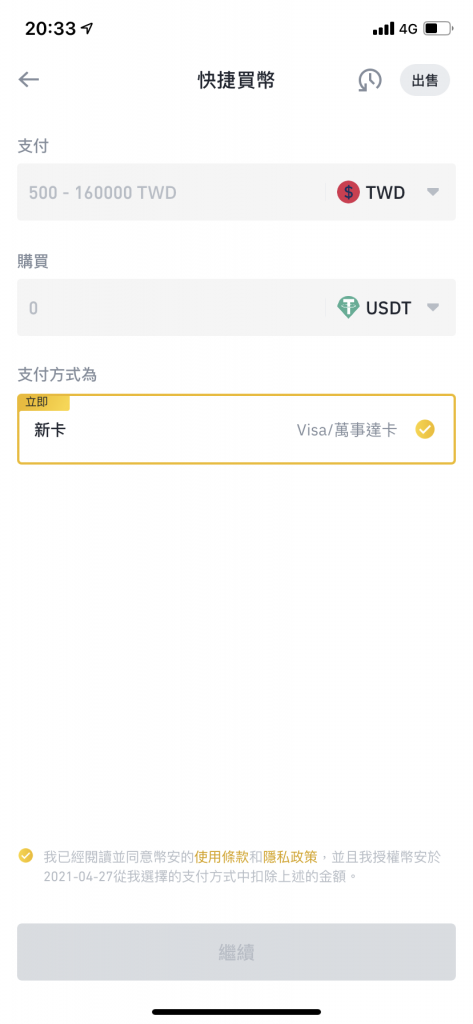 20:33
4G
快捷買幣
出售
支付
500 - 160000 TWD
$ TWD
購買
0
USDT
支付方式為
立即
新卡
Visa/萬事達卡
我已經閱讀並同意幣安的使用條款和隱私政策，並且我授權幣安於
2021-04-27從我選擇的支付方式中扣除上述的金額。
繼續